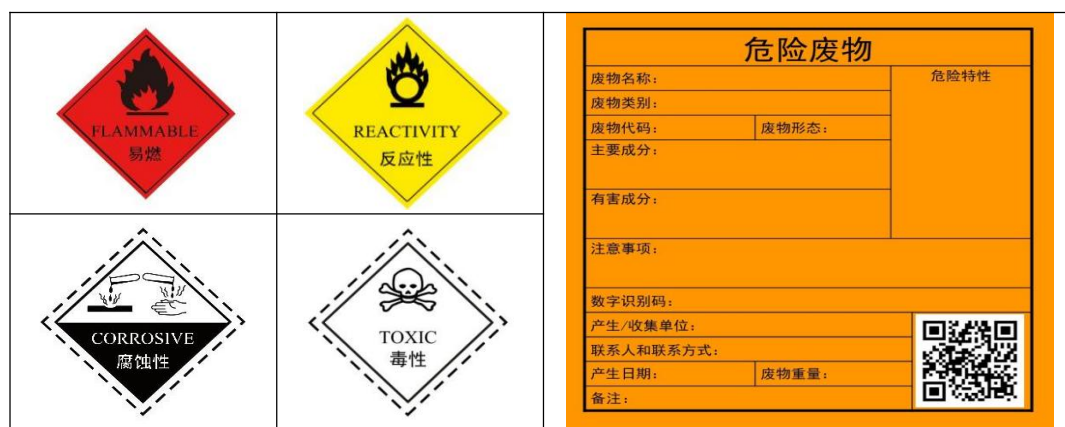 FLAMMABLE
易燃
REACTIVITY
反应性
CORROSIVE
腐蚀性
TOXIC
毒性
危险废物
废物名称：
危险特性
废物类别：
废物代码：
废物形态：
主要成分：
有害成分：
注意事项：
数字识别码：
产生/收集单位：
联系人和联系方式：
产生日期：
废物重量：
备注：